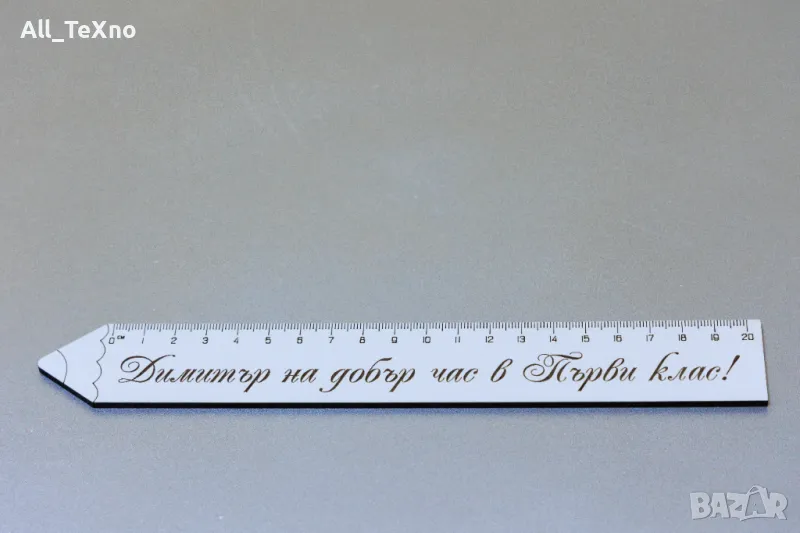 All_TeXno
0 см 1 2 3 4 5 6 7 8 9 10 11 12 13 14 15 16 17 18 19 20
Димитър на добър час в Първи клас!
BAZAR